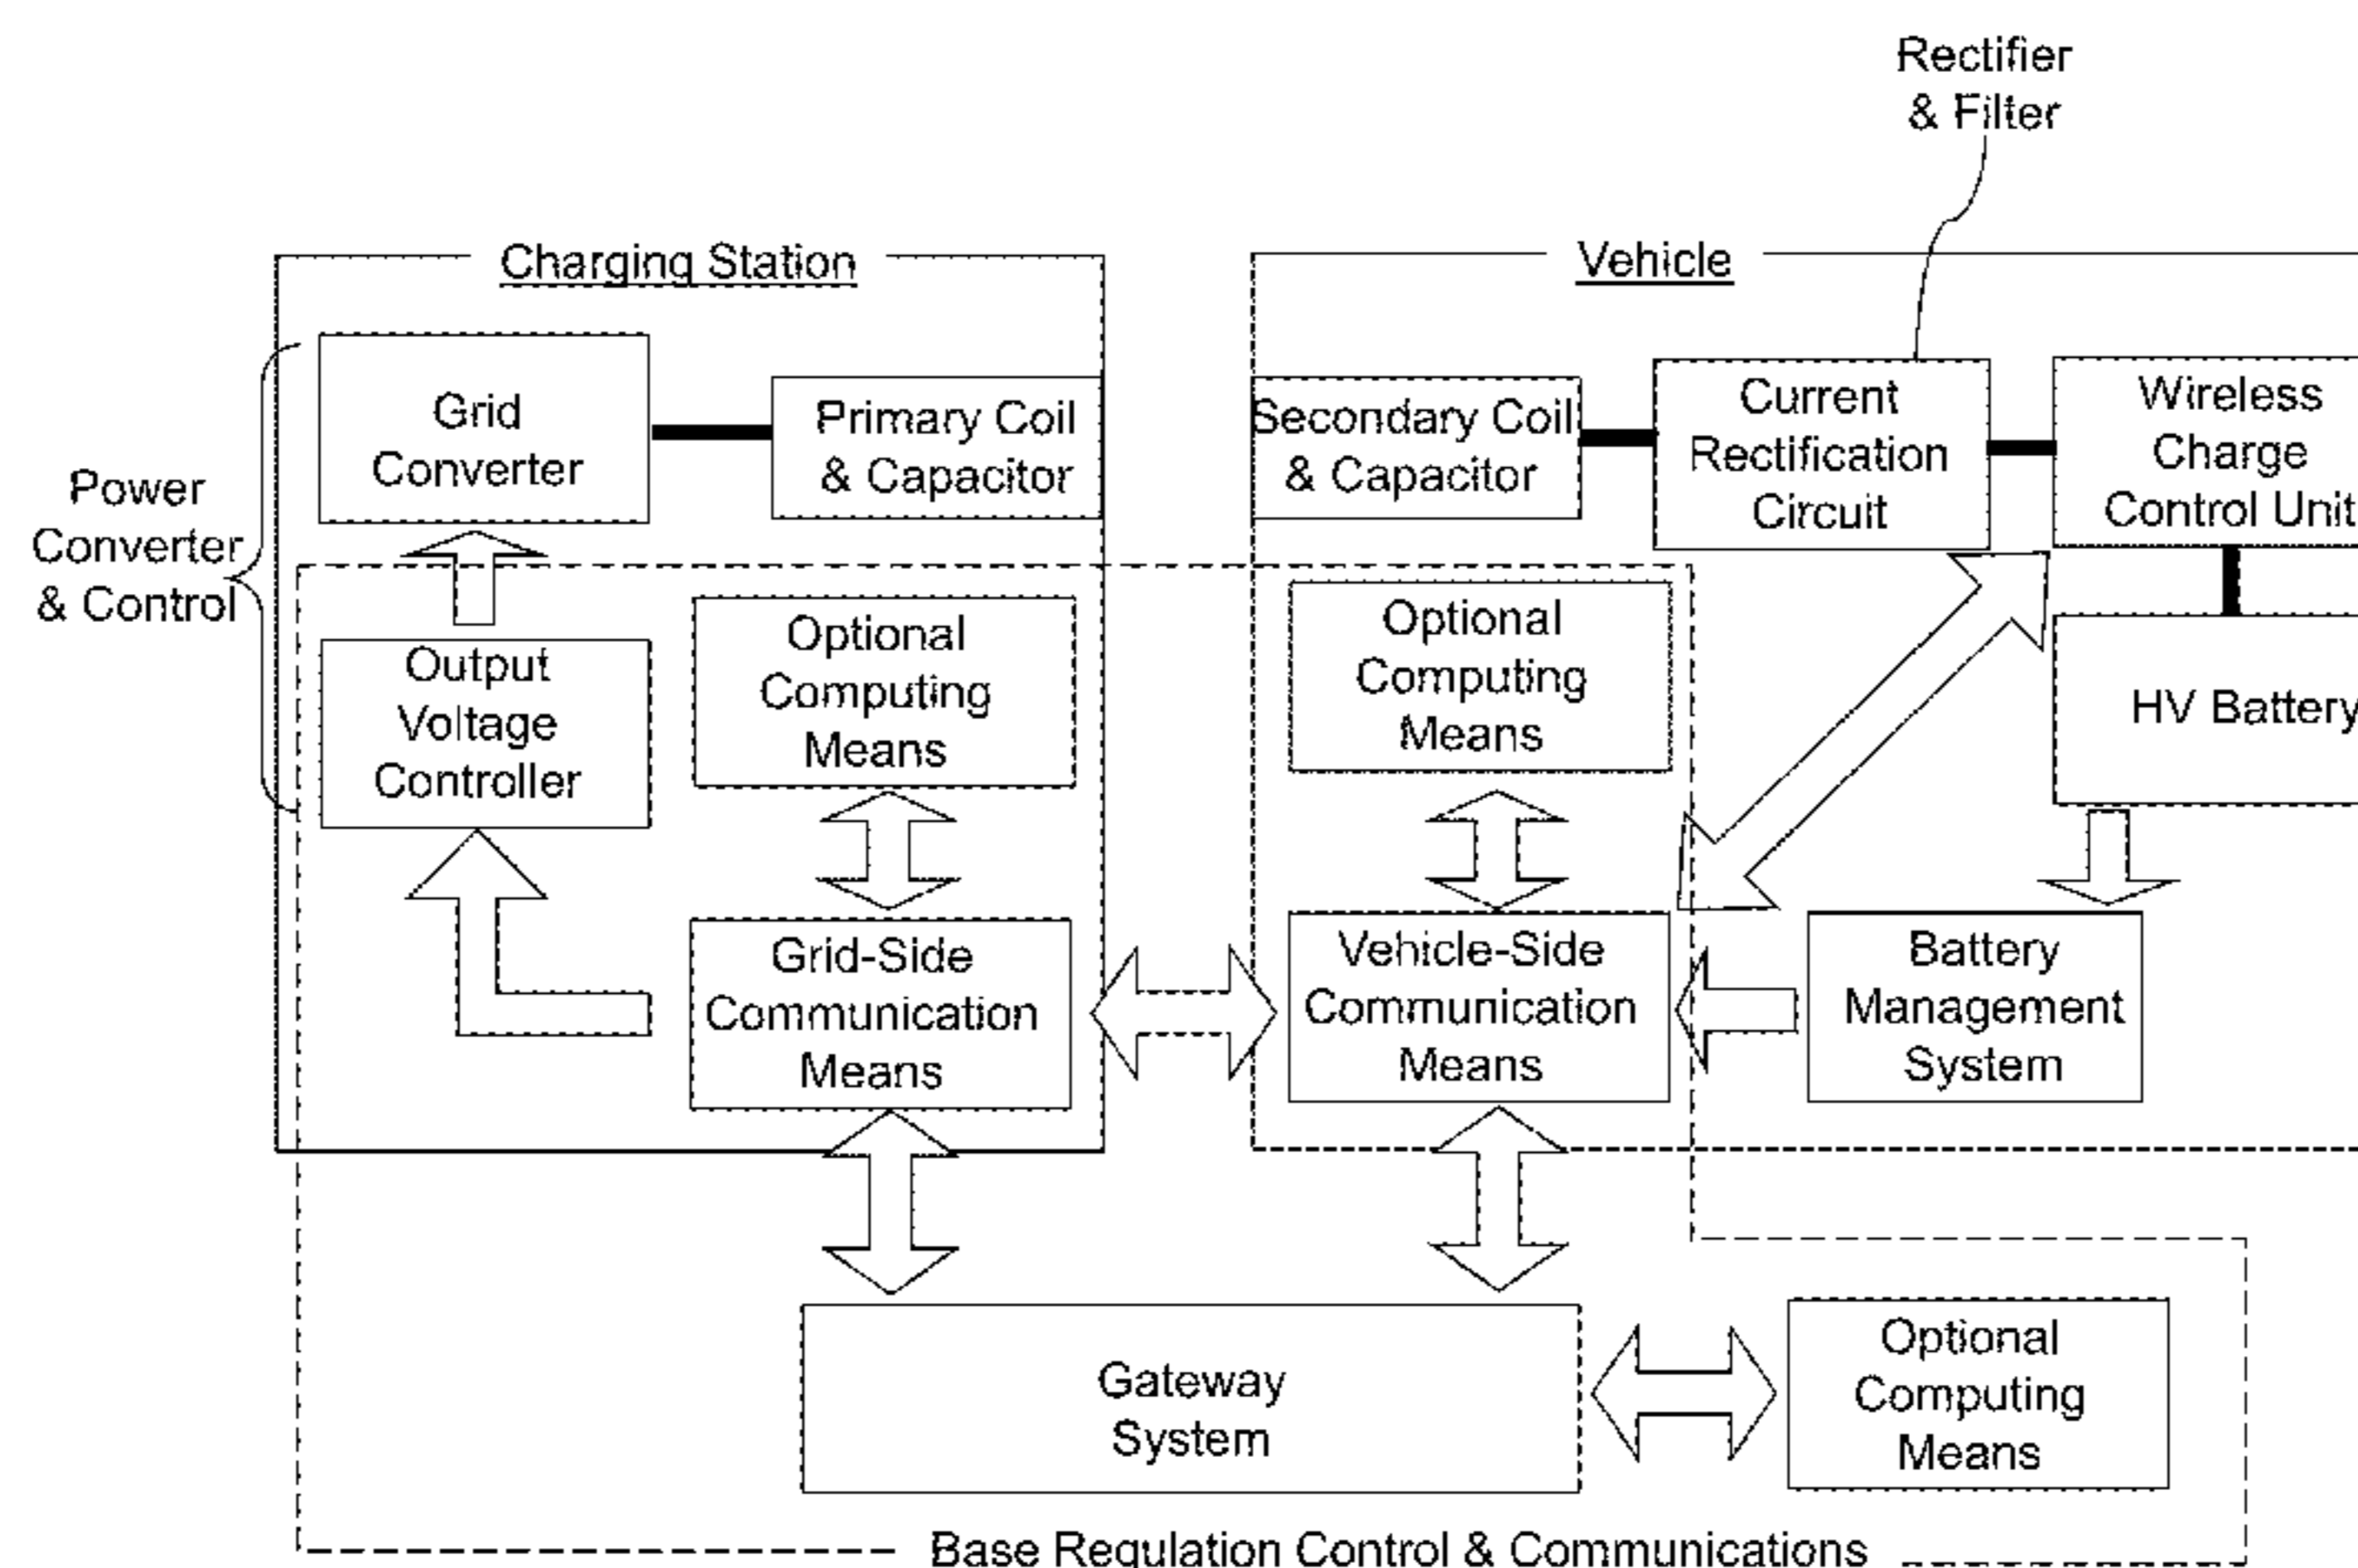 Rectifier
& Filter
Charging Station
Vehicle
Power
Converter
& Control
Grid
Converter
Primary Coil
& Capacitor
Secondary Coil
& Capacitor
Current
Rectification
Circuit
Wireless
Charge
Control Unit
Output
Voltage
Controller
Optional
Computing
Means
Optional
Computing
Means
HV Battery
Grid-Side
Communication
Means
Vehicle-Side
Communication
Means
Battery
Management
System
Gateway
System
Optional
Computing
Means
Base Regulation Control & Communications